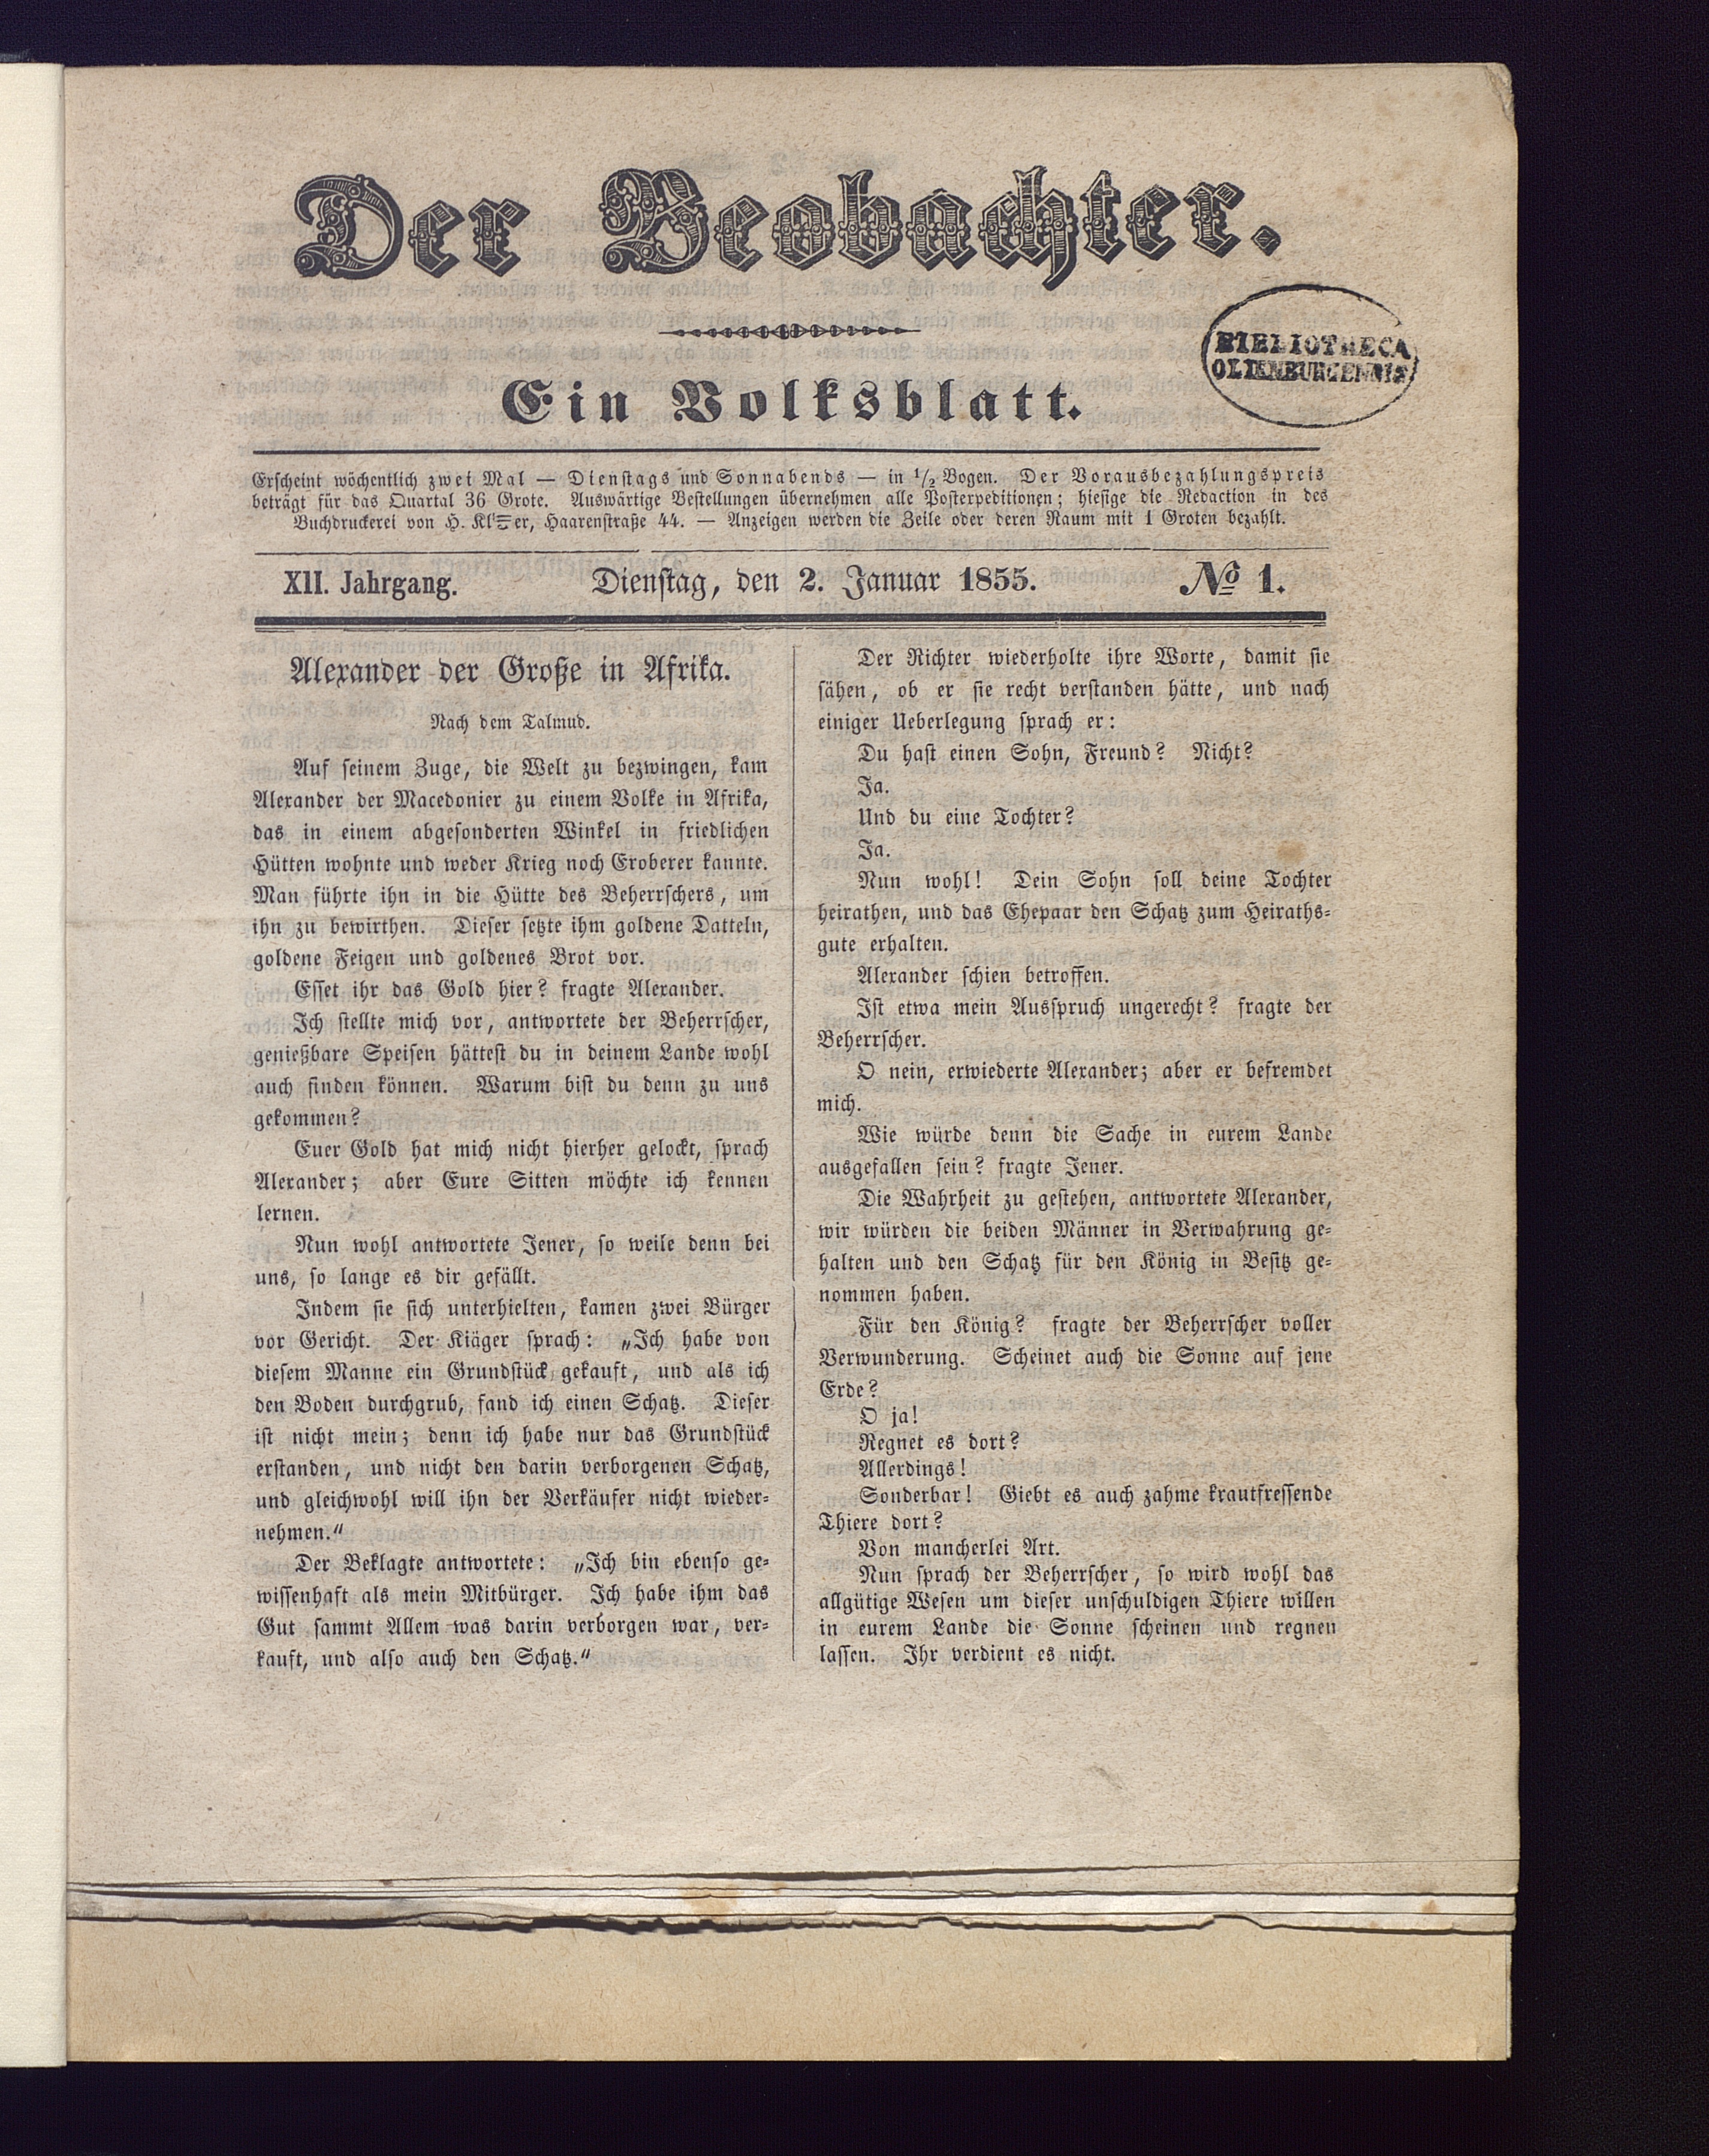 Der Beobachter.
BIBLIOTHECA
OLDENBURGENSIS
Ein Volksblatt.
Erscheint wöchentlich zwei Mal — Dienstags und Sonnabends — in 1/2 Bogen. Der Vorausbezahlungspreis
beträgt für das Quartal 36 Grote. Auswärtige Bestellungen übernehmen alle Postexpeditionen; hiesige die Redaction in des
Buchdruckerei von H. , Haarenstraße 44. — Anzeigen werden die Zeile oder deren Raum mit 1 Groten bezahlt.
XII. Jahrgang. Dienstag, den 2. Januar 1855. № 1.
Alexander der Große in Afrika.
Nach dem Talmud.
Auf seinem Zuge, die Welt zu bezwingen, kam
Alexander der Macedonier zu einem Volke in Afrika,
das in einem abgesonderten Winkel in friedlichen
Hütten wohnte und weder Krieg noch Eroberer kannte.
Man führte ihn in die Hütte des Beherrschers, um
ihn zu bewirthen. Dieser setzte ihm goldene Datteln,
goldene Feigen und goldenes Brot vor.
Esset ihr das Gold hier? fragte Alexander.
Ich stellte mich vor, antwortete der Beherrscher,
genießbare Speisen hättest du in deinem Lande wohl
auch finden können. Warum bist du denn zu uns
gekommen?
Euer Gold hat mich nicht hierher gelockt, sprach
Alexander; aber Eure Sitten möchte ich kennen
lernen.
Nun wohl antwortete Jener, so weile denn bei
uns, so lange es dir gefällt.
Indem sie sich unterhielten, kamen zwei Bürger
vor Gericht. Der Kiäger sprach: „Ich habe von
diesem Manne ein Grundstück gekauft, und als ich
den Boden durchgrub, fand ich einen Schatz. Dieser
ist nicht mein; denn ich habe nur das Grundstück
erstanden, und nicht den darin verborgenen Schatz,
und gleichwohl will ihn der Verkäufer nicht wieder-
nehmen."
Der Beklagte antwortete: „Ich bin ebenso ge-
wissenhaft als mein Mitbürger. Ich habe ihm das
Gut sammt Allem was darin verborgen war, ver-
kauft, und also auch den Schatz."
Der Richter wiederholte ihre Worte, damit sie
sähen, ob er sie recht verstanden hätte, und nach
einiger Ueberlegung sprach er:
Du hast einen Sohn, Freund? Nicht?
Ja.
Und du eine Tochter?
Ja.
Nun wohl! Dein Sohn soll deine Tochter
heirathen, und das Ehepaar den Schatz zum Heiraths-
gute erhalten.
Alexander schien betroffen.
Ist etwa mein Ausspruch ungerecht? fragte der
Beherrscher.
O nein, erwiederte Alexander; aber er befremdet
mich.
Wie würde denn die Sache in eurem Lande
ausgefallen sein? fragte Jener.
Die Wahrheit zu gestehen, antwortete Alexander,
wir würden die beiden Männer in Verwahrung ge-
halten und den Schatz für den König in Besitz ge-
nommen haben.
Für den König? fragte der Beherrscher voller
Verwunderung. Scheinet auch die Sonne auf jene
Erde?
O ja!
Regnet es dort?
Allerdings!
Sonderbar! Giebt es auch zahme krautfressende
Thiere dort?
Von mancherlei Art.
Nun sprach der Beherrscher, so wird wohl das
allgütige Wesen um dieser unschuldigen Thiere willen
in eurem Lande die Sonne scheinen und regnen
lassen. Ihr verdient es nicht.